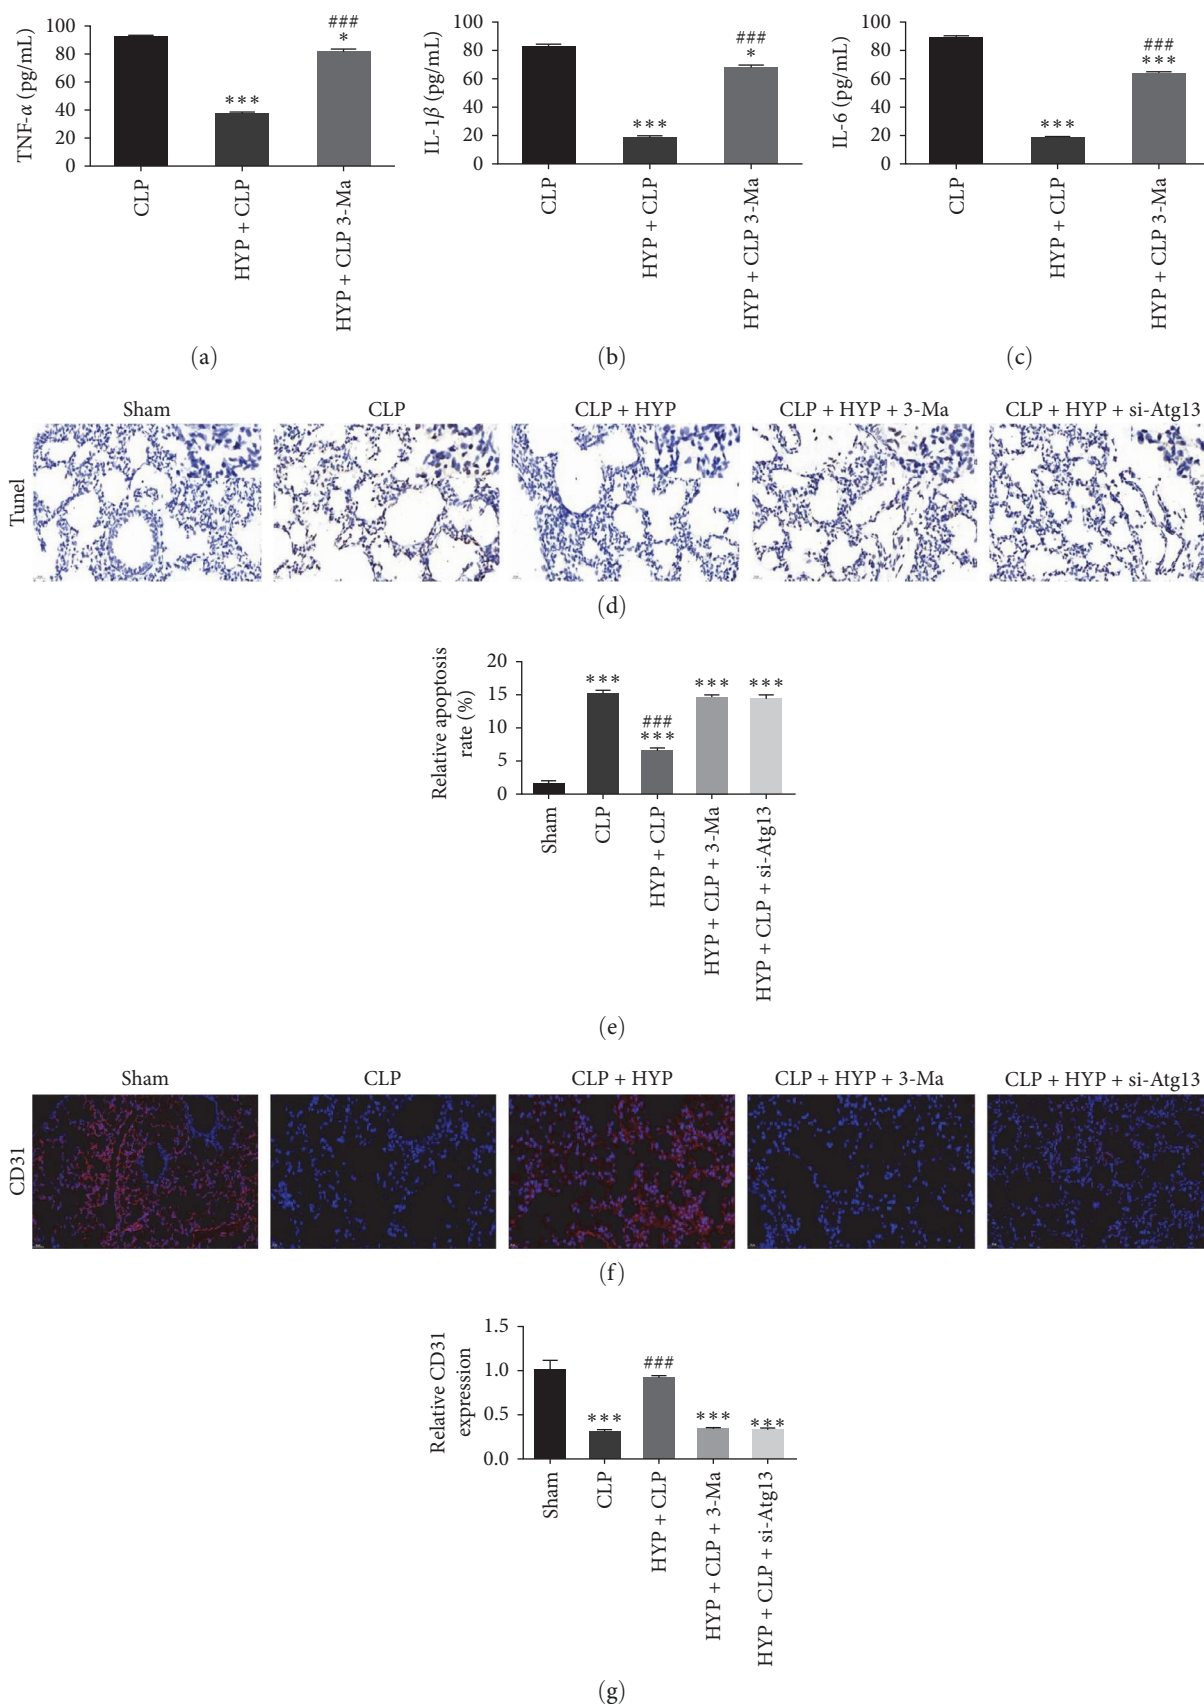 TNF-α (pg/mL)
100
80
60
40
20
0
***
###
*
CLP
HYP + CLP
HYP + CLP 3-Ma
(a)
IL-1β (pg/mL)
100
80
60
40
20
0
***
###
*
CLP
HYP + CLP
HYP + CLP 3-Ma
(b)
IL-6 (pg/mL)
100
80
60
40
20
0
***
###
***
CLP
HYP + CLP
HYP + CLP 3-Ma
(c)
Sham
CLP
CLP + HYP
CLP + HYP + 3-Ma
CLP + HYP + si-Atg13
Tunel
(d)
Relative apoptosis
rate (%)
20
15
10
5
0
***
###
***
***
***
Sham
CLP
HYP + CLP
HYP + CLP + 3-Ma
HYP + CLP + si-Atg13
(e)
Sham
CLP
CLP + HYP
CLP + HYP + 3-Ma
CLP + HYP + si-Atg13
CD31
(f)
Relative CD31
expression
1.5
1.0
0.5
0.0
***
###
***
***
Sham
CLP
HYP + CLP
HYP + CLP + 3-Ma
HYP + CLP + si-Atg13
(g)